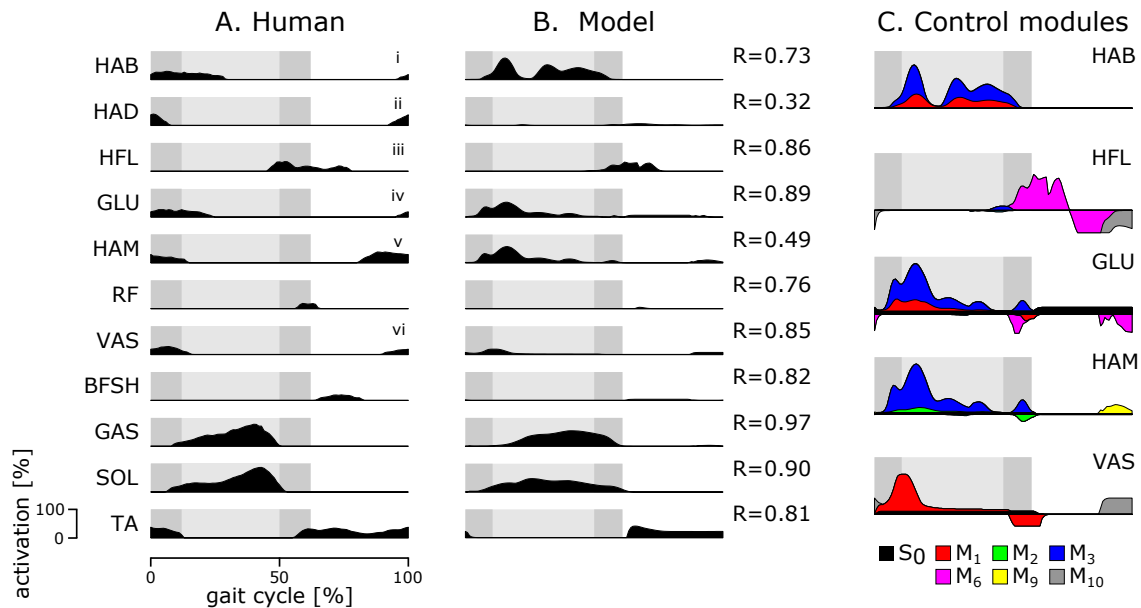 A. Human
B. Model
C. Control modules
HAB
i
R=0.73
HAD
ii
R=0.32
HFL
iii
R=0.86
GLU
iv
R=0.89
HAM
v
R=0.49
RF
R=0.76
VAS
vi
R=0.85
BFSH
R=0.82
GAS
R=0.97
SOL
R=0.90
TA
R=0.81
activation [%]
100
0
0
50
100
gait cycle [%]
HAB
HFL
GLU
HAM
VAS
S0 M1 M2 M3
M6 M9 M10